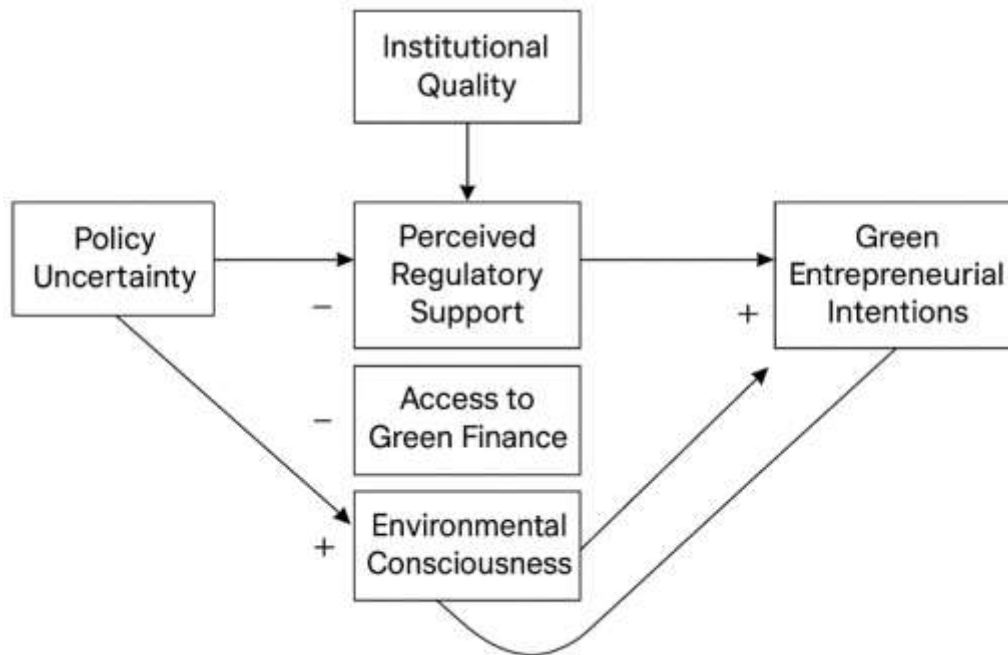 Institutional
Quality
Policy
Uncertainty
Perceived
Regulatory
Support
Green
Entrepreneurial
Intentions
−
+
Access to
Green Finance
−
Environmental
Consciousness
+